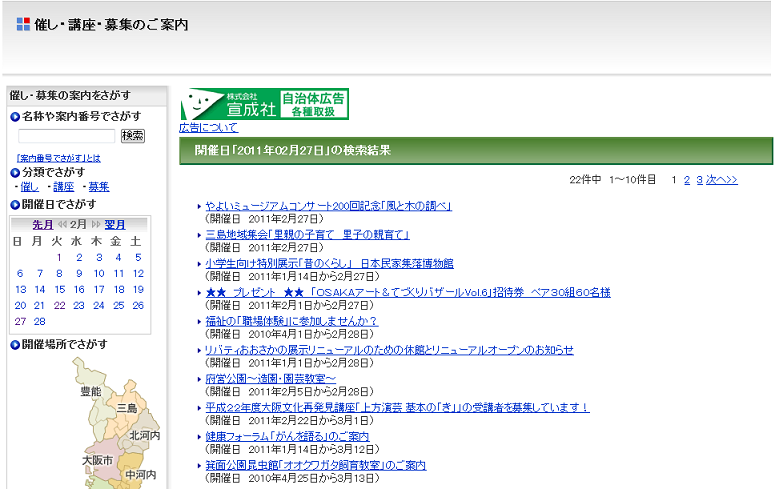 催し・講座・募集のご案内
催し・募集の案内をさがす
名称や案内番号でさがす
検索
「案内番号でさがす」とは
分類でさがす
・催し ・講座 ・募集
開催日でさがす
先月 2月 翌月
日 月 火 水 木 金 土
1 2 3 4 5
6 7 8 9 10 11 12
13 14 15 16 17 18 19
20 21 22 23 24 25 26
27 28
開催場所でさがす
豊能
三島
北河内
大阪市
中河内
株式会社
宣成社
自治体広告
各種取扱
広告について
開催日「2011年02月27日」の検索結果
22件中 1～10件目 1 2 3 次へ>>
やよいミュージアムコンサート200回記念「風と木の調べ」
（開催日 2011年2月27日）
三島地域集会「里親の子育て 里子の親育て」
（開催日 2011年2月27日）
小学生向け特別展示「昔のくらし」 日本民家集落博物館
（開催日 2011年1月14日から2月27日）
★★ プレゼント ★★ 「OSAKAアート＆てづくりバザールVol.6」招待券 ペア30組60名様
（開催日 2011年2月1日から2月27日）
福祉の「職場体験」に参加しませんか？
（開催日 2010年4月1日から2月28日）
リバティおおさかの展示リニューアルのための休館とリニューアルオープンのお知らせ
（開催日 2011年1月1日から2月28日）
府営公園～造園・園芸教室～
（開催日 2011年2月5日から2月28日）
平成22年度大阪文化再発見講座「上方演芸 基本の「き」」の受講者を募集しています！
（開催日 2011年2月22日から3月1日）
健康フォーラム「がんを語る」のご案内
（開催日 2011年1月14日から3月12日）
箕面公園昆虫館「オオクワガタ飼育教室」のご案内
（開催日 2010年4月25日から3月13日）